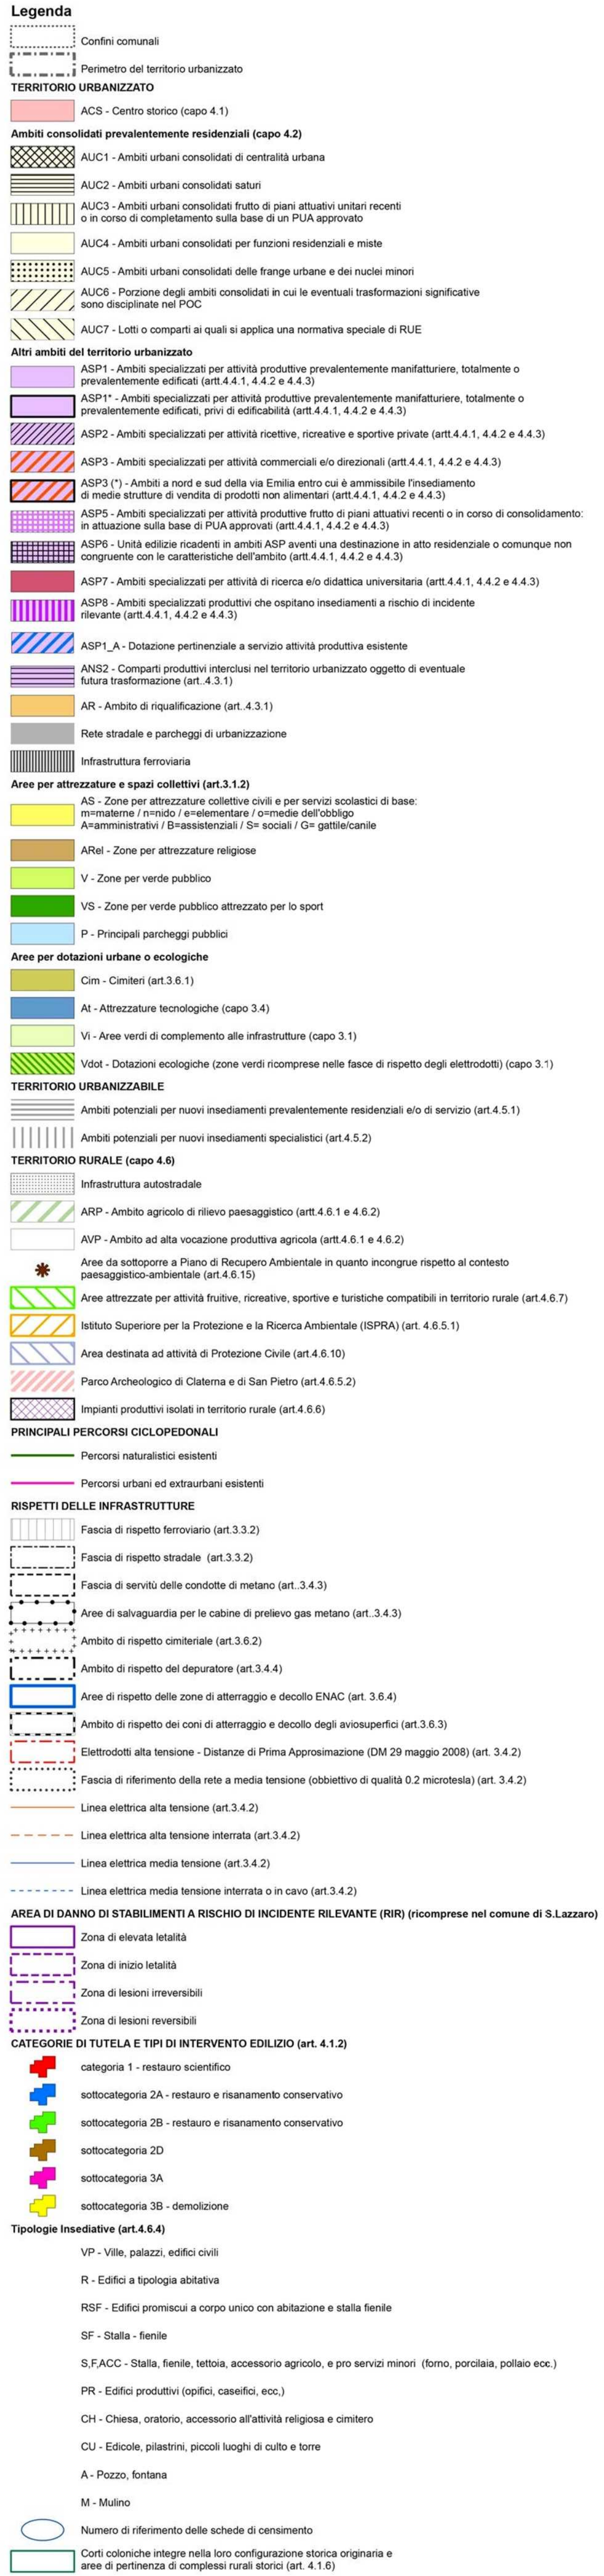 Legenda
Confini comunali
Perimetro del territorio urbanizzato
TERRITORIO URBANIZZATO
ACS - Centro storico (capo 4.1)
Ambiti consolidati prevalentemente residenziali (capo 4.2)
AUC1 - Ambiti urbani consolidati di centralità urbana
AUC2 - Ambiti urbani consolidati saturi
AUC3 - Ambiti urbani consolidati frutto di piani attuativi unitari recenti
o in corso di completamento sulla base di un PUA approvato
AUC4 - Ambiti urbani consolidati per funzioni residenziali e miste
AUC5 - Ambiti urbani consolidati delle frange urbane e dei nuclei minori
AUC6 - Porzione degli ambiti consolidati in cui le eventuali trasformazioni significative
sono disciplinate nel POC
AUC7 - Lotti o comparti ai quali si applica una normativa speciale di RUE
Altri ambiti del territorio urbanizzato
ASP1 - Ambiti specializzati per attività produttive prevalentemente manifatturiere, totalmente o
prevalentemente edificati (artt.4.4.1, 4.4.2 e 4.4.3)
ASP1* - Ambiti specializzati per attività produttive prevalentemente manifatturiere, totalmente o
prevalentemente edificati, privi di edificabilità (artt.4.4.1, 4.4.2 e 4.4.3)
ASP2 - Ambiti specializzati per attività ricettive, ricreative e sportive private (artt.4.4.1, 4.4.2 e 4.4.3)
ASP3 - Ambiti specializzati per attività commerciali e/o direzionali (artt.4.4.1, 4.4.2 e 4.4.3)
ASP3 (*) - Ambiti a nord e sud della via Emilia entro cui è ammissibile l'insediamento
di medie strutture di vendita di prodotti non alimentari (artt.4.4.1, 4.4.2 e 4.4.3)
ASP5 - Ambiti specializzati per attività produttive frutto di piani attuativi recenti o in corso di consolidamento:
in attuazione sulla base di PUA approvati (artt.4.4.1, 4.4.2 e 4.4.3)
ASP6 - Unità edilizie ricadenti in ambiti ASP aventi una destinazione in atto residenziale o comunque non
congruente con le caratteristiche dell'ambito (artt.4.4.1, 4.4.2 e 4.4.3)
ASP7 - Ambiti specializzati per attività di ricerca e/o didattica universitaria (artt.4.4.1, 4.4.2 e 4.4.3)
ASP8 - Ambiti specializzati produttivi che ospitano insediamenti a rischio di incidente
rilevante (artt.4.4.1, 4.4.2 e 4.4.3)
ASP1_A - Dotazione pertinenziale a servizio attività produttiva esistente
ANS2 - Comparti produttivi interclusi nel territorio urbanizzato oggetto di eventuale
futura trasformazione (art..4.3.1)
AR - Ambito di riqualificazione (art..4.3.1)
Rete stradale e parcheggi di urbanizzazione
Infrastruttura ferroviaria
Aree per attrezzature e spazi collettivi (art.3.1.2)
AS - Zone per attrezzature collettive civili e per servizi scolastici di base:
m=materne / n=nido / e=elementare / o=medie dell'obbligo
A=amministrativi / B=assistenziali / S= sociali / G= gattile/canile
ARel - Zone per attrezzature religiose
V - Zone per verde pubblico
VS - Zone per verde pubblico attrezzato per lo sport
P - Principali parcheggi pubblici
Aree per dotazioni urbane o ecologiche
Cim - Cimiteri (art.3.6.1)
At - Attrezzature tecnologiche (capo 3.4)
Vi - Aree verdi di complemento alle infrastrutture (capo 3.1)
Vdot - Dotazioni ecologiche (zone verdi ricomprese nelle fasce di rispetto degli elettrodotti) (capo 3.1)
TERRITORIO URBANIZZABILE
Ambiti potenziali per nuovi insediamenti prevalentemente residenziali e/o di servizio (art.4.5.1)
Ambiti potenziali per nuovi insediamenti specialistici (art.4.5.2)
TERRITORIO RURALE (capo 4.6)
Infrastruttura autostradale
ARP - Ambito agricolo di rilievo paesaggistico (artt.4.6.1 e 4.6.2)
AVP - Ambito ad alta vocazione produttiva agricola (artt.4.6.1 e 4.6.2)
Aree da sottoporre a Piano di Recupero Ambientale in quanto incongrue rispetto al contesto
paesaggistico-ambientale (art.4.6.15)
Aree attrezzate per attività fruitive, ricreative, sportive e turistiche compatibili in territorio rurale (art.4.6.7)
Istituto Superiore per la Protezione e la Ricerca Ambientale (ISPRA) (art. 4.6.5.1)
Area destinata ad attività di Protezione Civile (art.4.6.10)
Parco Archeologico di Claterna e di San Pietro (art.4.6.5.2)
Impianti produttivi isolati in territorio rurale (art.4.6.6)
PRINCIPALI PERCORSI CICLOPEDONALI
Percorsi naturalistici esistenti
Percorsi urbani ed extraurbani esistenti
RISPETTI DELLE INFRASTRUTTURE
Fascia di rispetto ferroviario (art.3.3.2)
Fascia di rispetto stradale (art.3.3.2)
Fascia di servitù delle condotte di metano (art..3.4.3)
Aree di salvaguardia per le cabine di prelievo gas metano (art..3.4.3)
Ambito di rispetto cimiteriale (art.3.6.2)
Ambito di rispetto del depuratore (art.3.4.4)
Aree di rispetto delle zone di atterraggio e decollo ENAC (art. 3.6.4)
Ambito di rispetto dei coni di atterraggio e decollo degli aviosuperfici (art.3.6.3)
Elettrodotti alta tensione - Distanze di Prima Approsimazione (DM 29 maggio 2008) (art. 3.4.2)
Fascia di riferimento della rete a media tensione (obbiettivo di qualità 0.2 microtesla) (art. 3.4.2)
Linea elettrica alta tensione (art.3.4.2)
Linea elettrica alta tensione interrata (art.3.4.2)
Linea elettrica media tensione (art.3.4.2)
Linea elettrica media tensione interrata o in cavo (art.3.4.2)
AREA DI DANNO DI STABILIMENTI A RISCHIO DI INCIDENTE RILEVANTE (RIR) (ricomprese nel comune di S.Lazzaro)
Zona di elevata letalità
Zona di inizio letalità
Zona di lesioni irreversibili
Zona di lesioni reversibili
CATEGORIE DI TUTELA E TIPI DI INTERVENTO EDILIZIO (art. 4.1.2)
categoria 1 - restauro scientifico
sottocategoria 2A - restauro e risanamento conservativo
sottocategoria 2B - restauro e risanamento conservativo
sottocategoria 2D
sottocategoria 3A
sottocategoria 3B - demolizione
Tipologie Insediative (art.4.6.4)
VP - Ville, palazzi, edifici civili
R - Edifici a tipologia abitativa
RSF - Edifici promiscui a corpo unico con abitazione e stalla fienile
SF - Stalla - fienile
S,F,ACC - Stalla, fienile, tettoia, accessorio agricolo, e pro servizi minori (forno, porcilaia, pollaio ecc.)
PR - Edifici produttivi (opifici, caseifici, ecc,)
CH - Chiesa, oratorio, accessorio all'attività religiosa e cimitero
CU - Edicole, pilastrini, piccoli luoghi di culto e torre
A - Pozzo, fontana
M - Mulino
Numero di riferimento delle schede di censimento
Corti coloniche integre nella loro configurazione storica originaria e
aree di pertinenza di complessi rurali storici (art. 4.1.6)